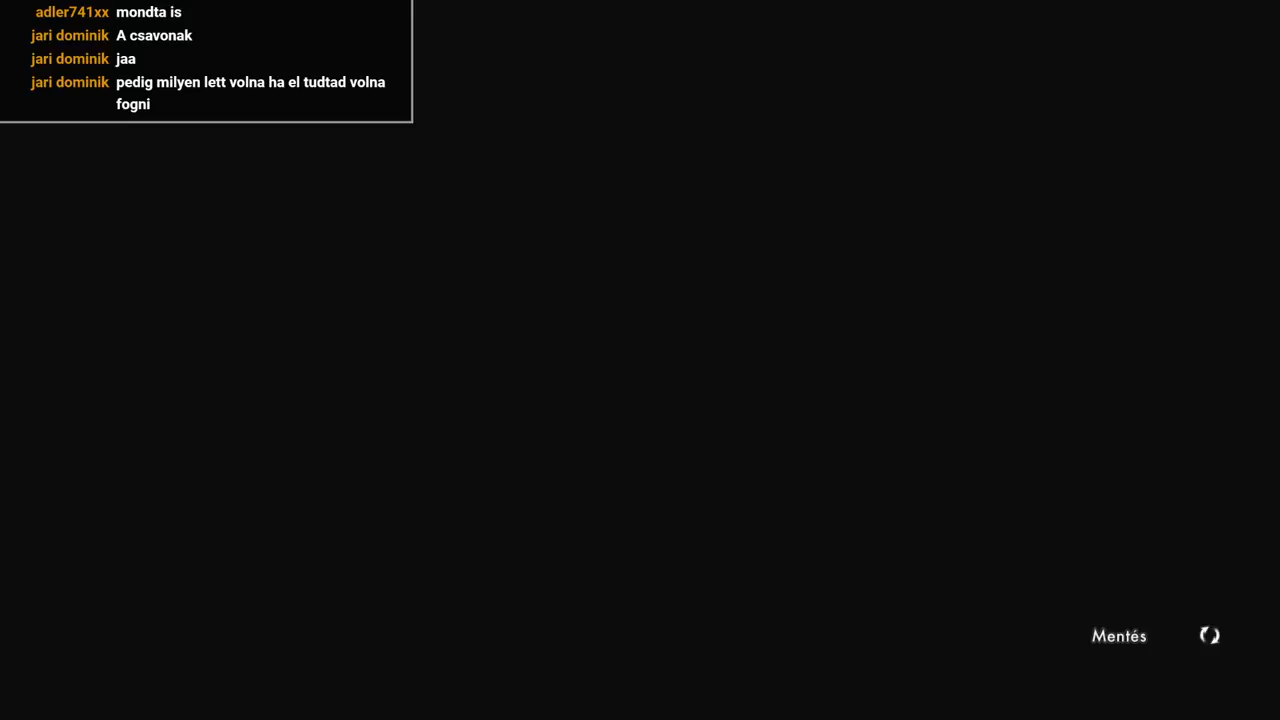 adler741xx mondta is
jari dominik A csavonak
jari dominik jaa
jari dominik pedig milyen lett volna ha el tudtad volna
fogni
Mentés